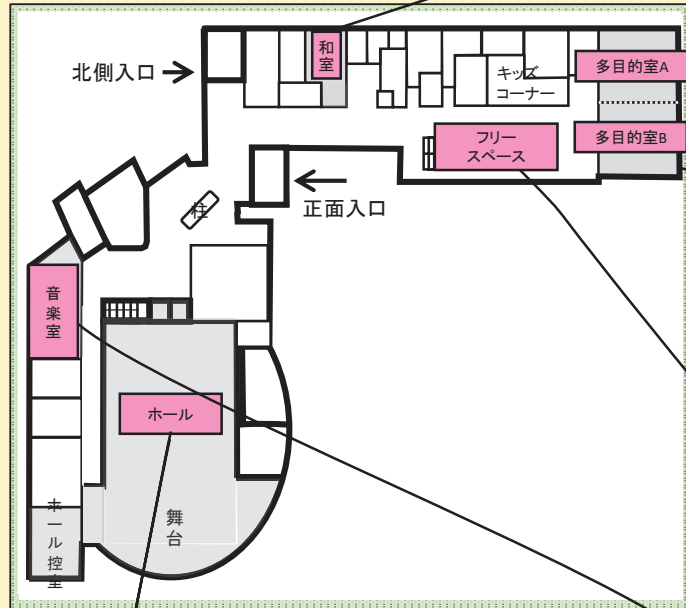 和室
北側入口
キッズ
コーナー
多目的室A
多目的室B
フリー
スペース
正面入口
柱
音楽室
ホール
舞台
ホール控室